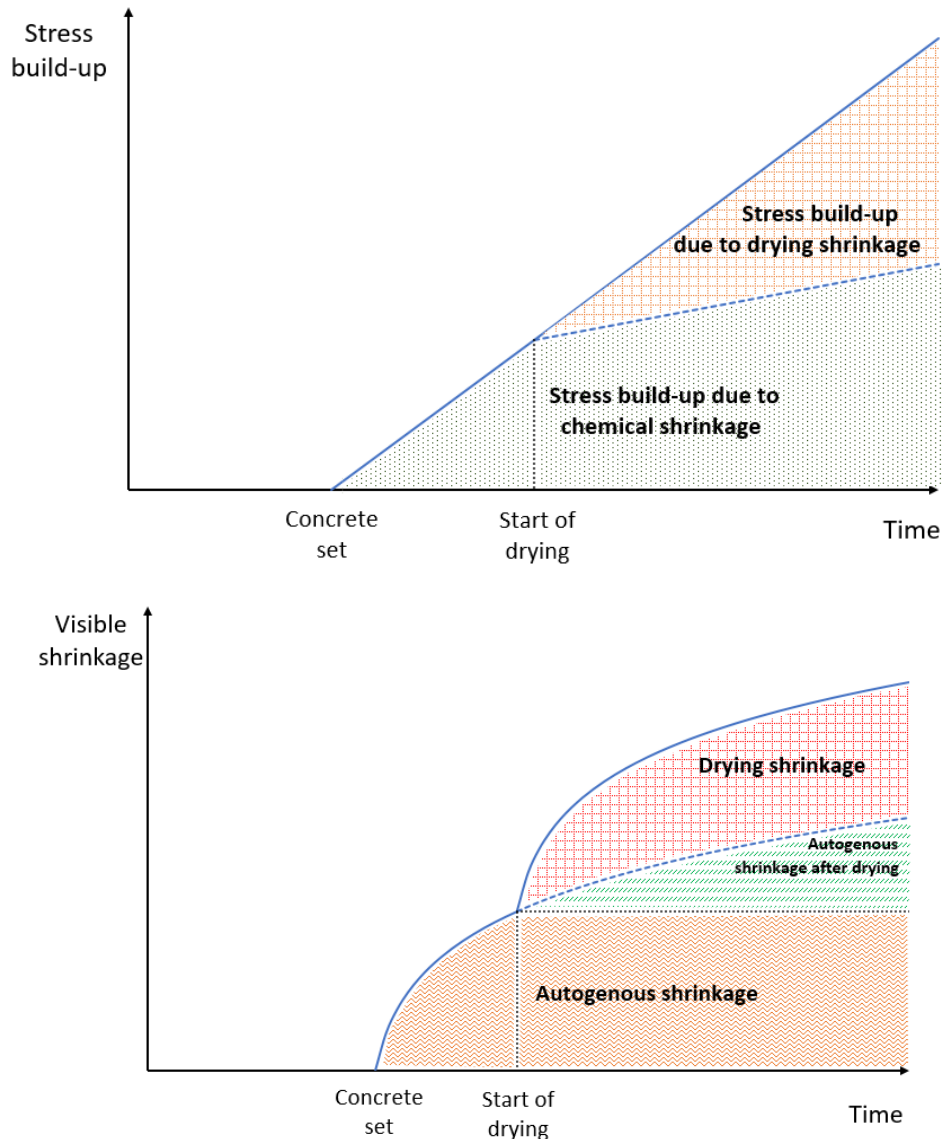 Stress
build-up
Stress build-up
due to drying shrinkage
Stress build-up due to
chemical shrinkage
Concrete
set
Start of
drying
Time
Visible
shrinkage
Drying shrinkage
Autogenous
shrinkage after drying
Autogenous shrinkage
Concrete
set
Start of
drying
Time